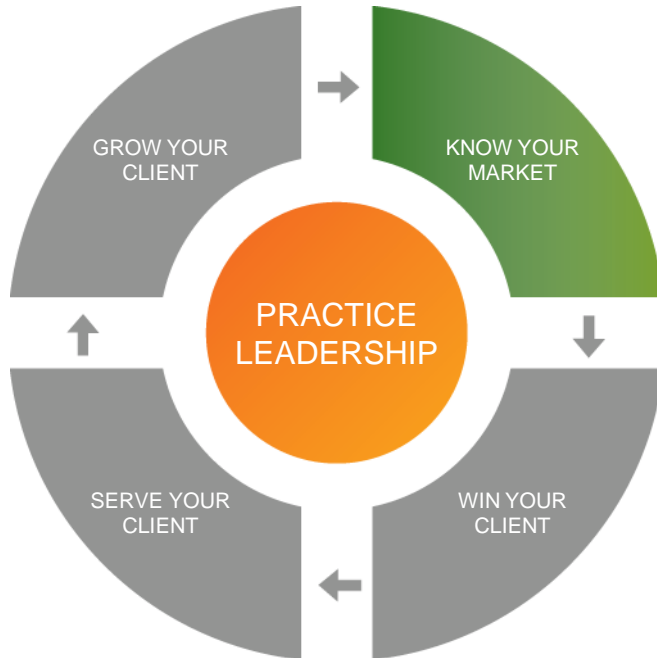 GROW YOUR
CLIENT
KNOW YOUR
MARKET
PRACTICE
LEADERSHIP
SERVE YOUR
CLIENT
WIN YOUR
CLIENT